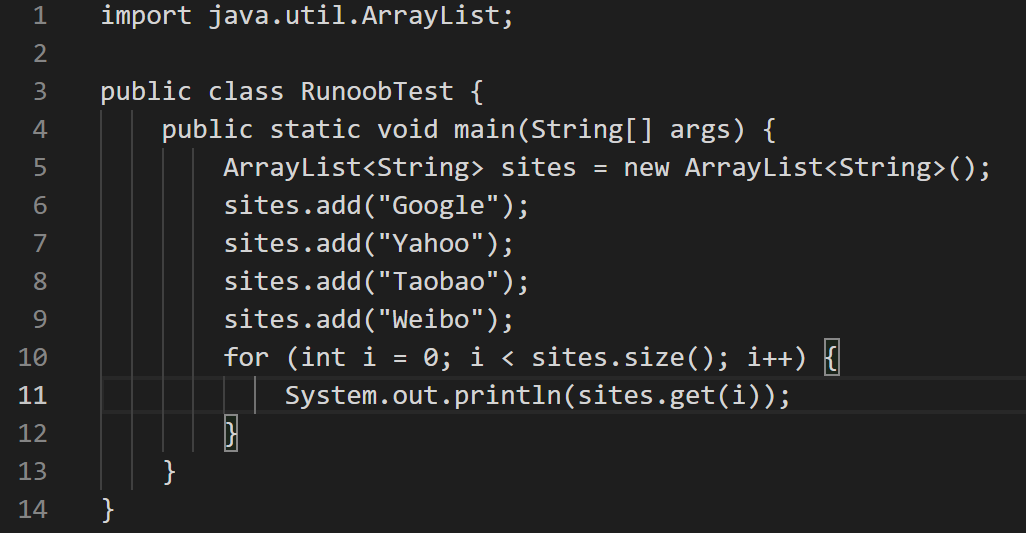 1 import java.util.ArrayList;
2
3 public class RunoobTest {
4     public static void main(String[] args) {
5         ArrayList<String> sites = new ArrayList<String>();
6         sites.add("Google");
7         sites.add("Yahoo");
8         sites.add("Taobao");
9         sites.add("Weibo");
10         for (int i = 0; i < sites.size(); i++) {
11             System.out.println(sites.get(i));
12         }
13     }
14 }